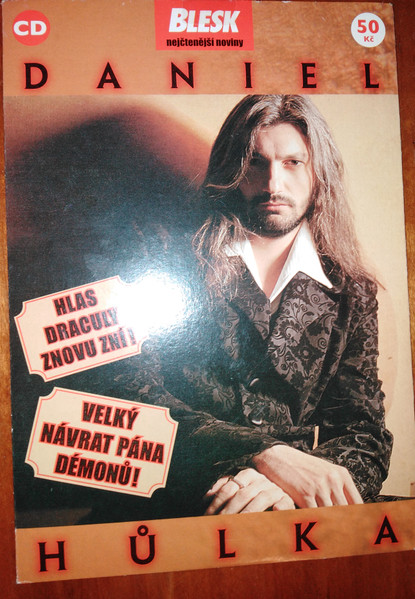 CD
BLESK
nejčtenější noviny
50
Kč
DANIEL
HLAS
DRACULY
ZNOVU ZNÍ!
VELKÝ
NÁVRAT PÁNA
DÉMONŮ!
HŮLKA